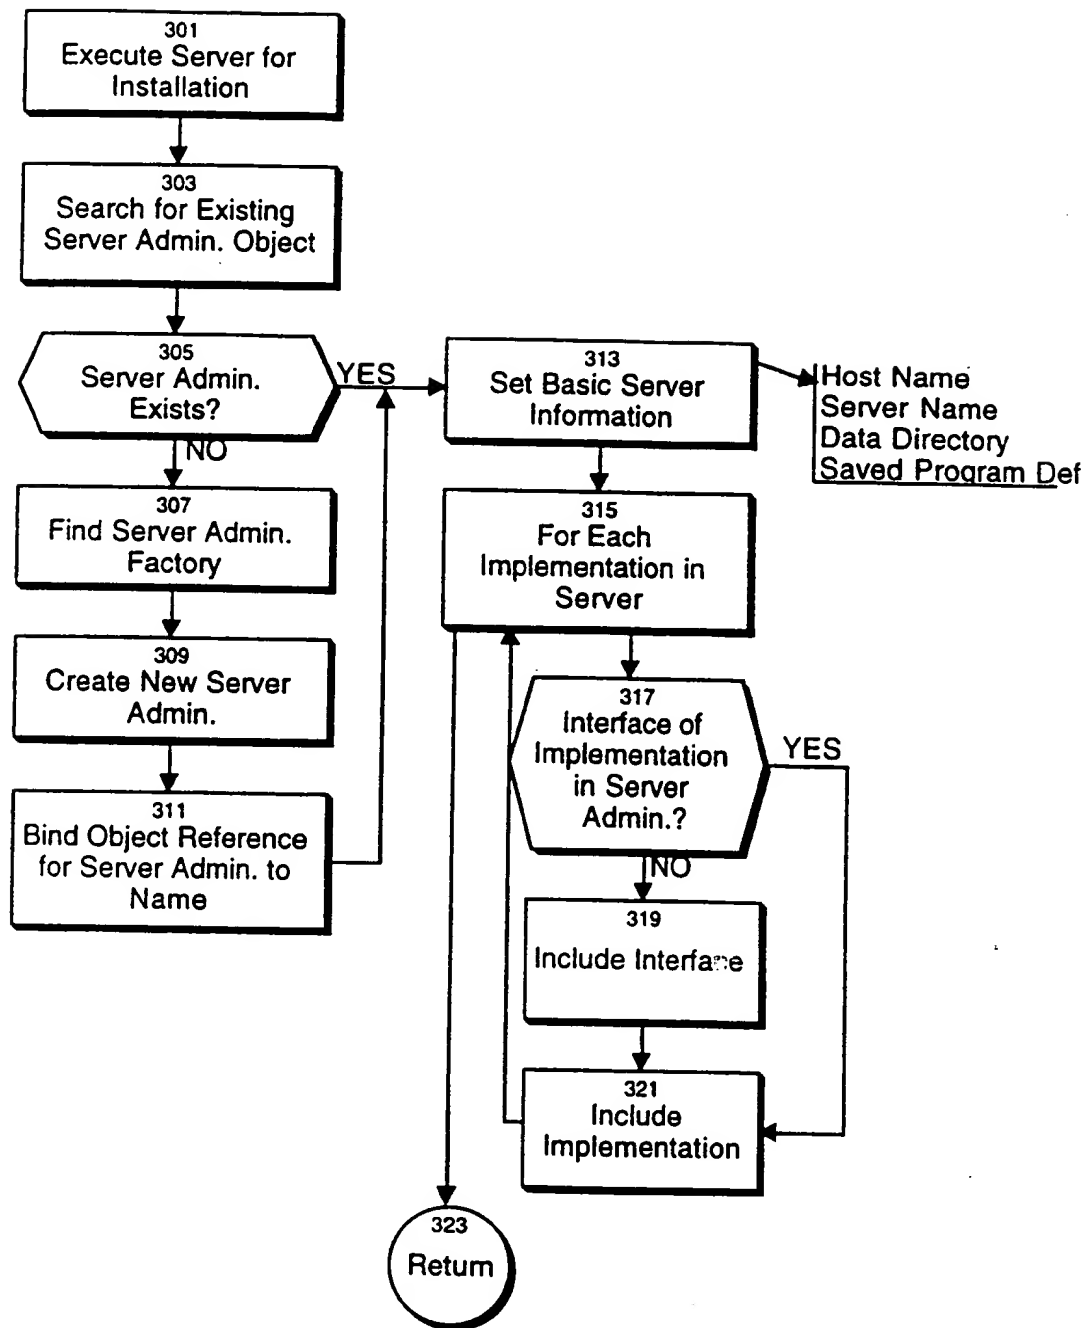 301
Execute Server for
Installation
303
Search for Existing
Server Admin. Object
305
Server Admin.
Exists?
YES
NO
307
Find Server Admin.
Factory
309
Create New Server
Admin.
311
Bind Object Reference
for Server Admin. to
Name
313
Set Basic Server
Information
Host Name
Server Name
Data Directory
Saved Program Def
315
For Each
Implementation in
Server
317
Interface of
Implementation
in Server
Admin.?
YES
NO
319
Include Interface
321
Include
Implementation
323
Return